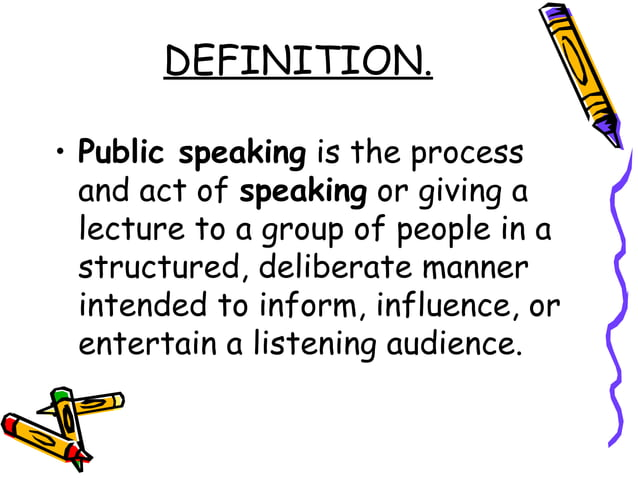 DEFINITION.
• Public speaking is the process
and act of speaking or giving a
lecture to a group of people in a
structured, deliberate manner
intended to inform, influence, or
entertain a listening audience.